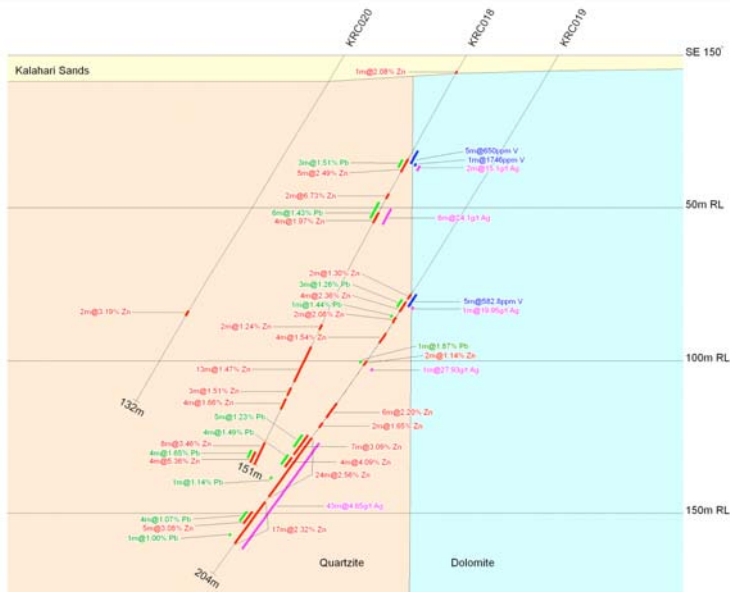 KRC020
KRC018
KRC019
SE 150°
Kalahari Sands
1m@2.08% Zn
5m@650ppm V
3m@1.51% Pb
1m@1746ppm V
5m@2.49% Zn
2m@15.1g/t Ag
2m@6.73% Zn
50m RL
6m@1.43% Pb
4m@1.97% Zn
8m@24.1g/t Ag
2m@1.30% Zn
3m@1.26% Pb
4m@2.36% Zn
5m@582.8ppm V
1m@1.44% Pb
1m@19.95g/t Ag
2m@3.19% Zn
2m@2.08% Zn
2m@1.24% Zn
4m@1.54% Zn
1m@1.87% Pb
2m@1.14% Zn
100m RL
13m@1.47% Zn
1m@27.93g/t Ag
3m@1.51% Zn
132m
4m@1.66% Zn
5m@1.23% Pb
6m@2.20% Zn
2m@1.65% Zn
4m@1.49% Pb
8m@3.46% Zn
7m@3.09% Zn
4m@1.65% Pb
4m@5.36% Zn
151m
4m@4.09% Zn
1m@1.14% Pb
24m@2.56% Zn
43m@4.65g/t Ag
150m RL
4m@1.07% Pb
5m@3.08% Zn
17m@2.32% Zn
1m@1.00% Pb
204m
Quartzite
Dolomite